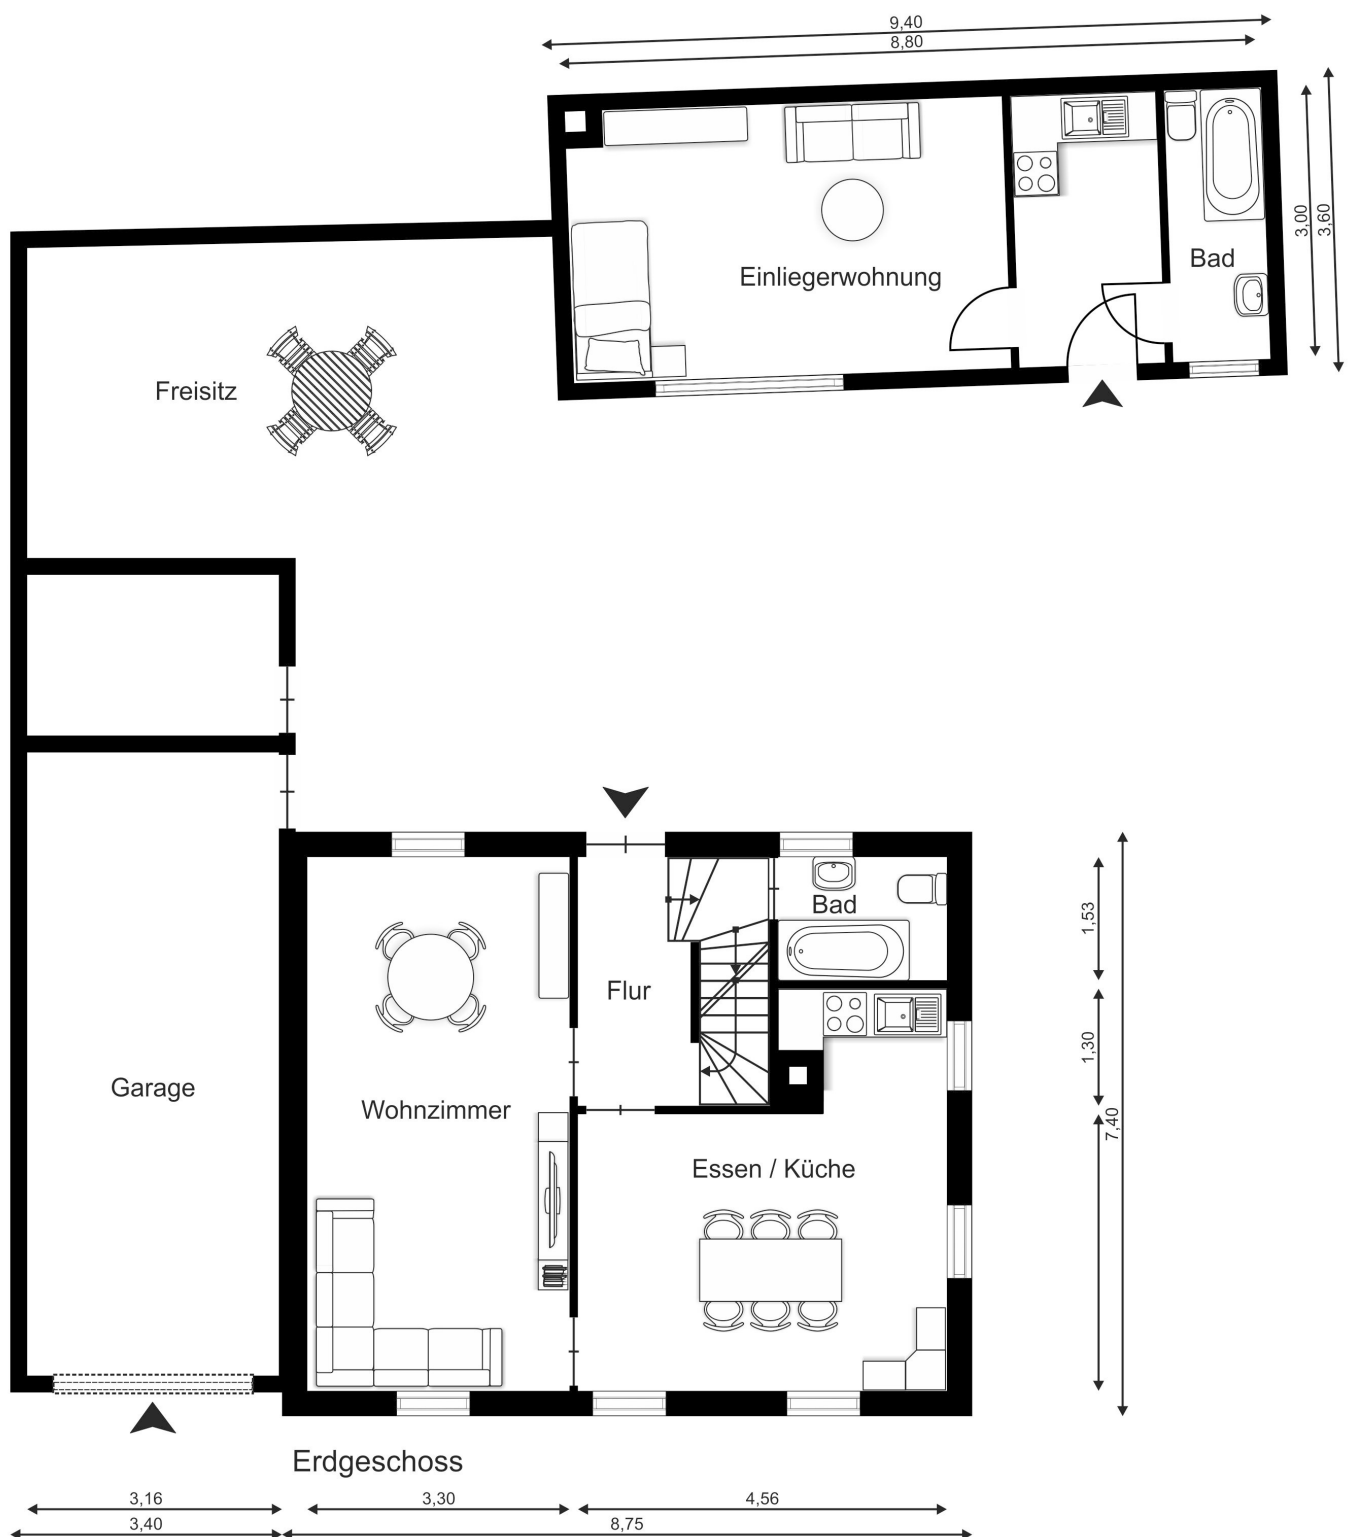 9,40
8,80
3,00
3,60
Bad
Einliegerwohnung
Freisitz
Bad
1,53
Flur
1,30
Garage
Wohnzimmer
7,40
Essen / Küche
Erdgeschoss
3,16
3,30
4,56
3,40
8,75